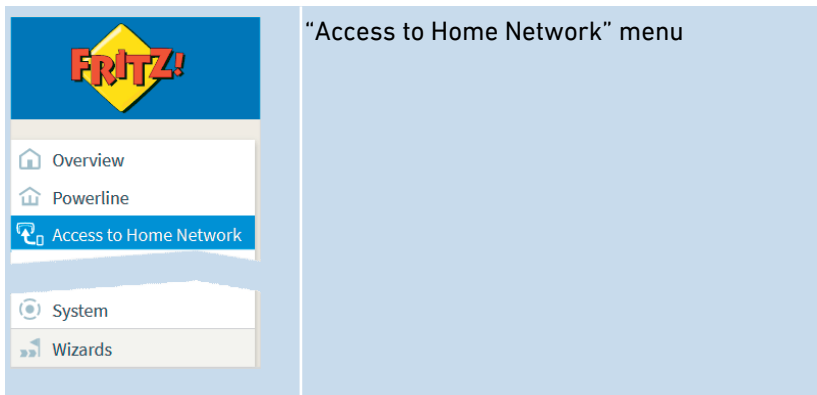 FRITZ!
“Access to Home Network” menu
Overview
Powerline
Access to Home Network
System
Wizards